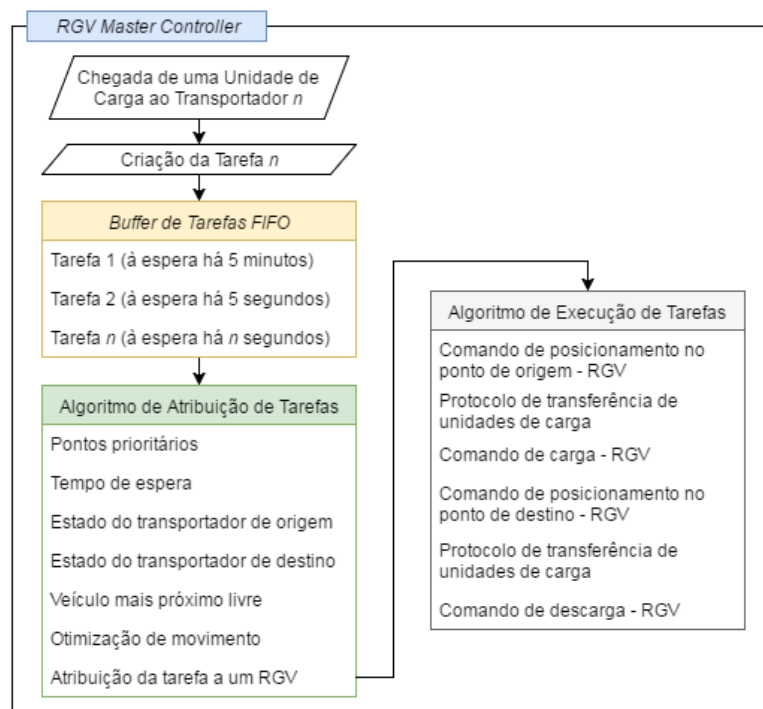 RGV Master Controller
Chegada de uma Unidade de
Carga ao Transportador n
Criação da Tarefa n
Buffer de Tarefas FIFO
Tarefa 1 (à espera há 5 minutos)
Tarefa 2 (à espera há 5 segundos)
Tarefa n (à espera há n segundos)
Algoritmo de Atribuição de Tarefas
Pontos prioritários
Tempo de espera
Estado do transportador de origem
Estado do transportador de destino
Veículo mais próximo livre
Otimização de movimento
Atribuição da tarefa a um RGV
Algoritmo de Execução de Tarefas
Comando de posicionamento no
ponto de origem - RGV
Protocolo de transferência de
unidades de carga
Comando de carga - RGV
Comando de posicionamento no
ponto de destino - RGV
Protocolo de transferência de
unidades de carga
Comando de descarga - RGV